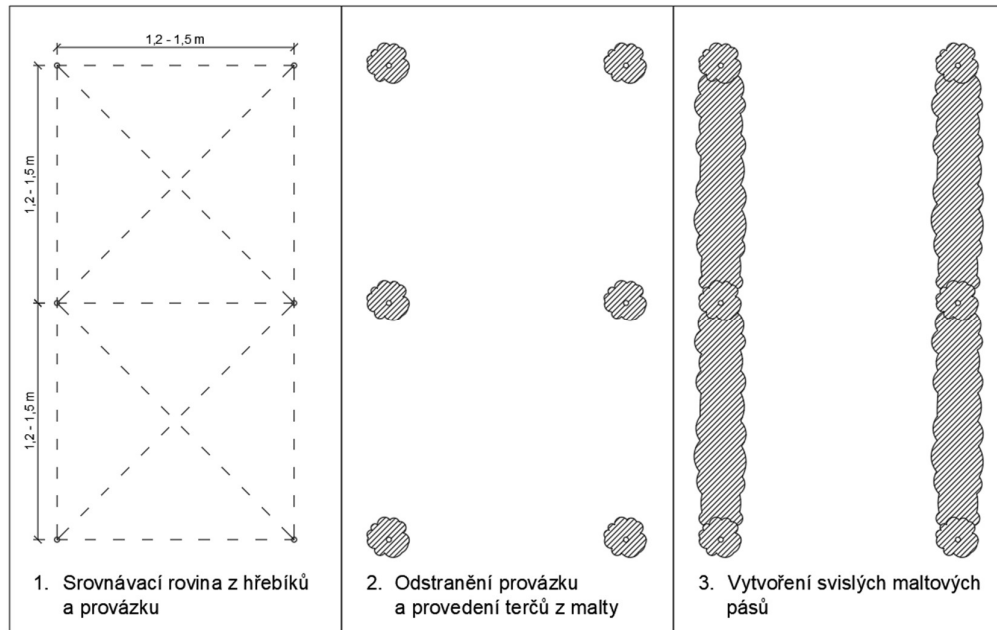 1,2 - 1,5 m
1,2 - 1,5 m
1,2 - 1,5 m
1. Srovnávací rovina z hřebíků
a provázku
2. Odstranění provázku
a provedení terčů z malty
3. Vytvoření svislých maltových
pásů